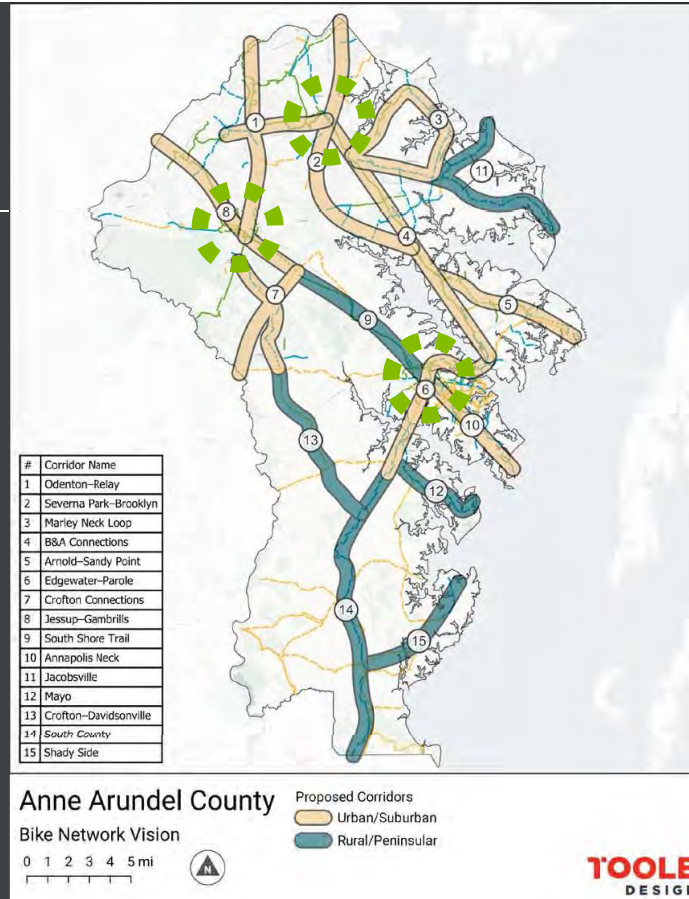 1
2
3
4
5
6
7
8
9
10
11
12
13
14
15
# Corridor Name
1 Odenton–Relay
2 Severna Park–Brooklyn
3 Marley Neck Loop
4 B&A Connections
5 Arnold–Sandy Point
6 Edgewater–Parole
7 Crofton Connections
8 Jessup–Gambrills
9 South Shore Trail
10 Annapolis Neck
11 Jacobsville
12 Mayo
13 Crofton–Davidsonville
14 South County
15 Shady Side
Anne Arundel County
Bike Network Vision
0 1 2 3 4 5 mi
N
Proposed Corridors
Urban/Suburban
Rural/Peninsular
TOOLE
DESIG